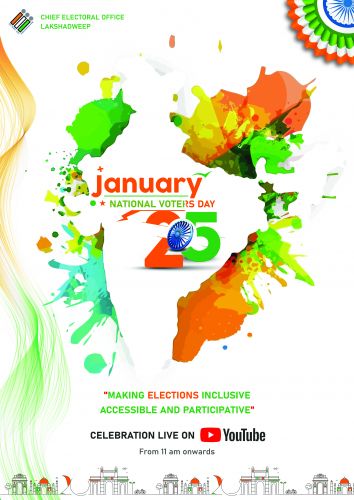 CHIEF ELECTORAL OFFICE
LAKSHADWEEP
january
NATIONAL VOTERS DAY
25
"MAKING ELECTIONS INCLUSIVE
ACCESSIBLE AND PARTICIPATIVE"
CELEBRATION LIVE ON YouTube
From 11 am onwards